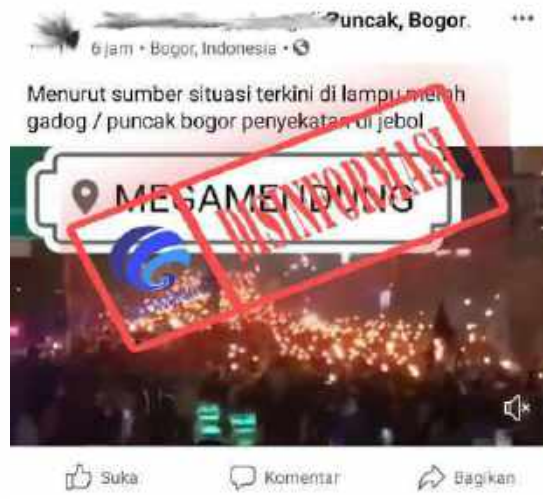 Puncak, Bogor.
6 jam · Bogor, Indonesia ·
Menurut sumber situasi terkini di lampu merah
gadog / puncak bogor penyekatan di jebol
MEGAMENDUNG
DISINFORMASI
Suka Komentar Bagikan